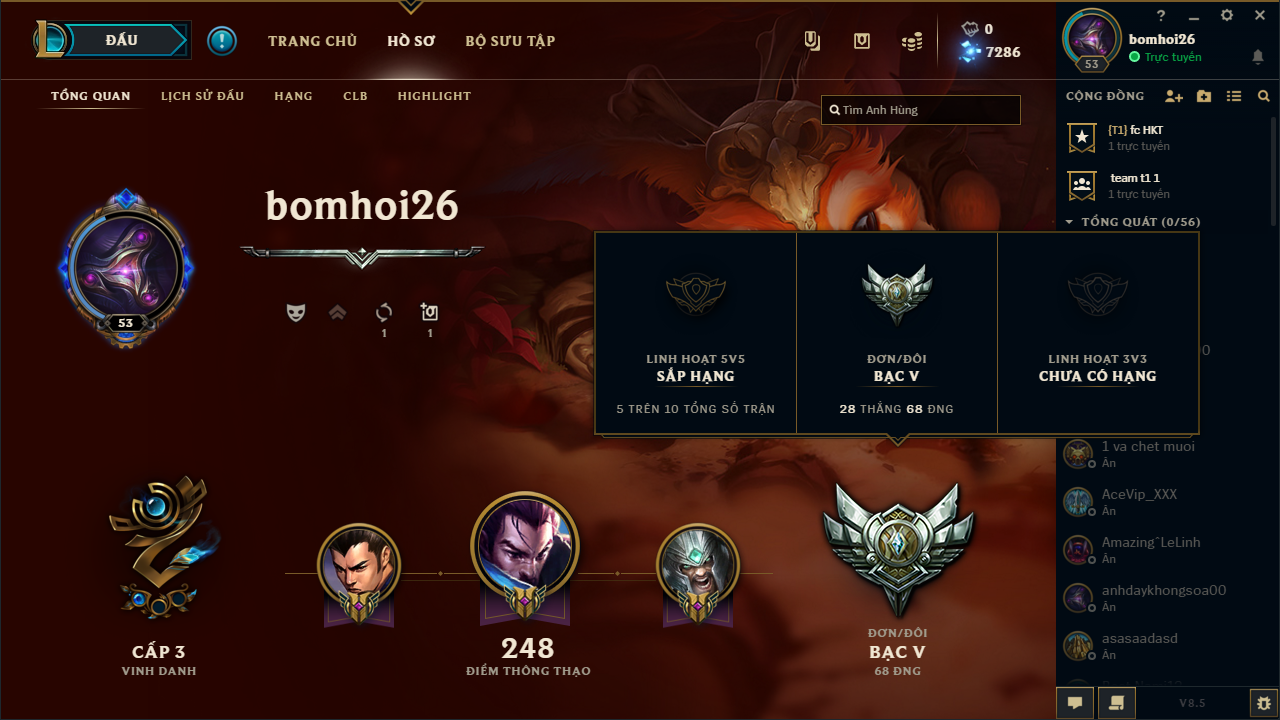 ĐẤU
TRANG CHỦ
HỒ SƠ
BỘ SƯU TẬP
0
7286
?
bomhoi26
Trực tuyến
53
TỔNG QUAN
LỊCH SỬ ĐẤU
HẠNG
CLB
HIGHLIGHT
Tìm Anh Hùng
CỘNG ĐỒNG
{T1} fc HKT
1 trực tuyến
team t1 1
1 trực tuyến
TỔNG QUÁT (0/56)
bomhoi26
53
1
1
LINH HOẠT 5V5
SẮP HẠNG
5 TRÊN 10 TỔNG SỐ TRẬN
ĐƠN/ĐÔI
BẠC V
28 THẮNG 68 ĐNG
LINH HOẠT 3V3
CHƯA CÓ HẠNG
1 va chet muoi
Ẩn
AceVip_XXX
Ẩn
AmazingˆLeLinh
Ẩn
anhdaykhongsoa00
Ẩn
asasaadasd
Ẩn
CẤP 3
VINH DANH
248
ĐIỂM THÔNG THẠO
ĐƠN/ĐÔI
BẠC V
68 ĐNG
V8.5